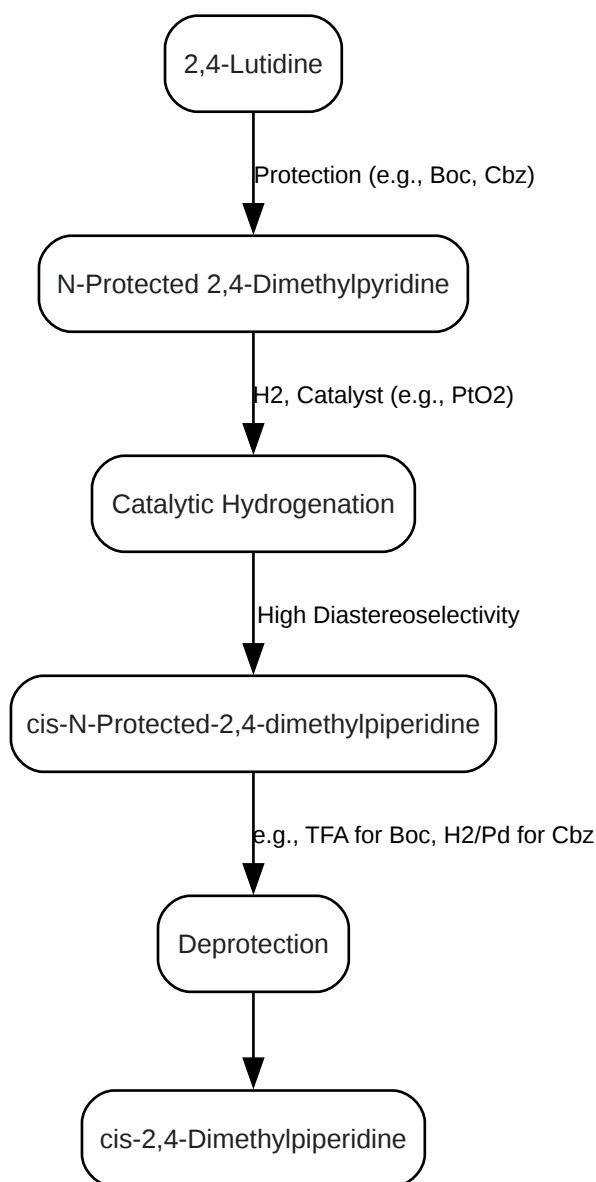 2,4-Lutidine
Protection (e.g., Boc, Cbz)
N-Protected 2,4-Dimethylpyridine
H2, Catalyst (e.g., PtO2)
Catalytic Hydrogenation
High Diastereoselectivity
cis-N-Protected-2,4-dimethylpiperidine
e.g., TFA for Boc, H2/Pd for Cbz
Deprotection
cis-2,4-Dimethylpiperidine